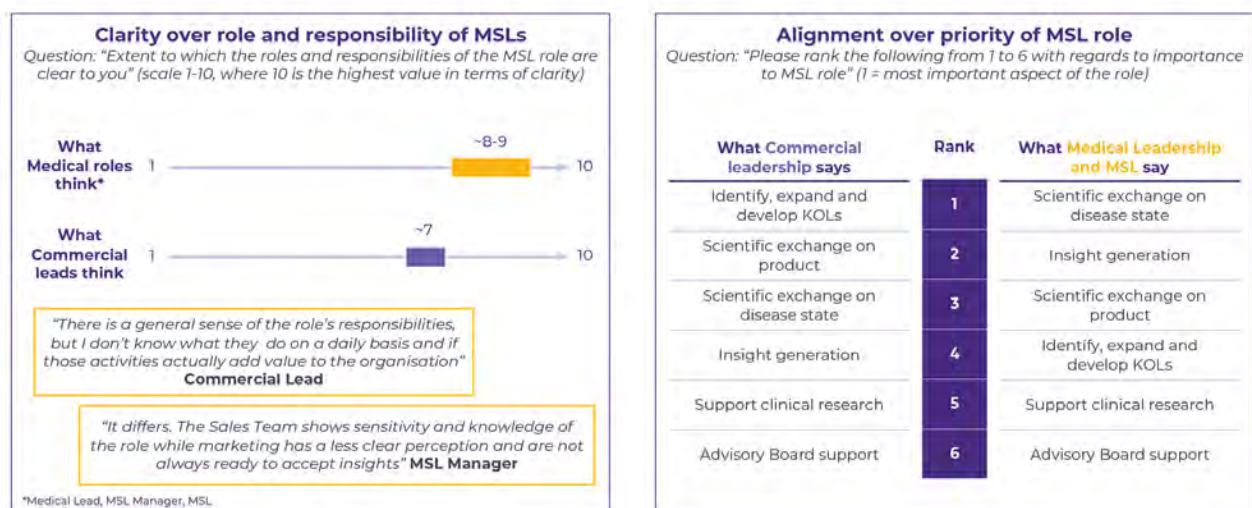 Clarity over role and responsibility of MSLs
Question: “Extent to which the roles and responsibilities of the MSL role are
clear to you” (scale 1-10, where 10 is the highest value in terms of clarity)
What
Medical roles
think*
1
~8-9
10
What
Commercial
leads think
1
~7
10
“There is a general sense of the role’s responsibilities,
but I don’t know what they do on a daily basis and if
those activities actually add value to the organisation”
Commercial Lead
“It differs. The Sales Team shows sensitivity and knowledge of
the role while marketing has a less clear perception and are not
always ready to accept insights” MSL Manager
*Medical Lead, MSL Manager, MSL
Alignment over priority of MSL role
Question: “Please rank the following from 1 to 6 with regards to importance
to MSL role” (1 = most important aspect of the role)
What Commercial
leadership says
Rank
What Medical Leadership
and MSL say
Identify, expand and
develop KOLs
1
Scientific exchange on
disease state
Scientific exchange on
product
2
Insight generation
Scientific exchange on
disease state
3
Scientific exchange on
product
Insight generation
4
Identify, expand and
develop KOLs
Support clinical research
5
Support clinical research
Advisory Board support
6
Advisory Board support